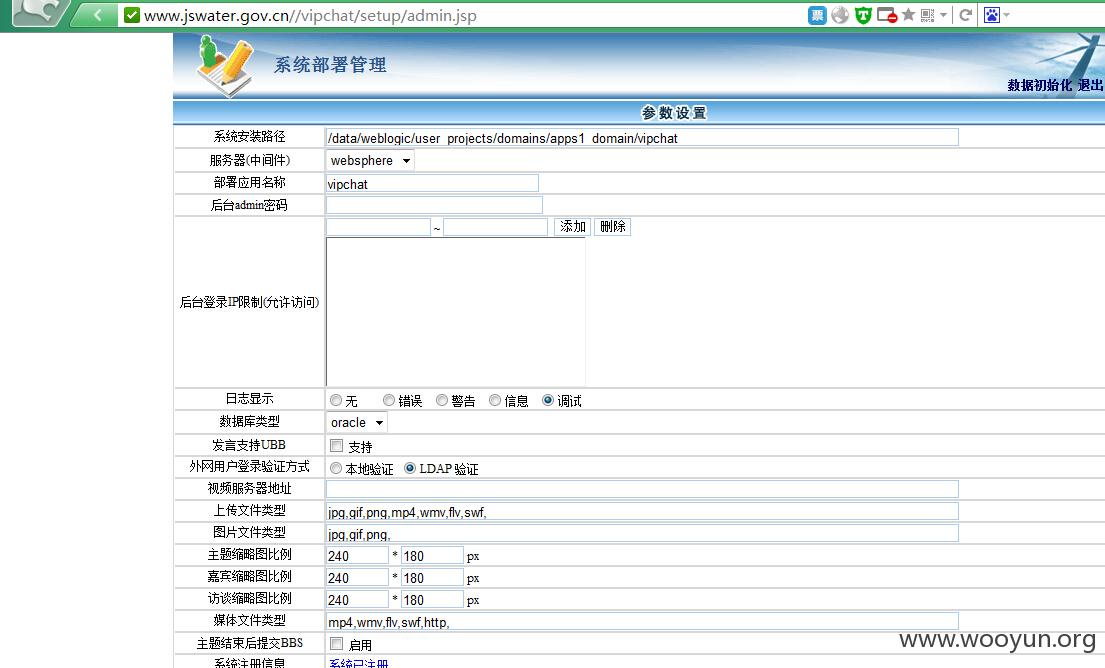 www.jswater.gov.cn//vipchat/setup/admin.jsp 票
系统部署管理
数据初始化 退出
参数设置
系统安装路径 /data/weblogic/user_projects/domains/apps1_domain/vipchat
服务器(中间件) websphere
部署应用名称 vipchat
后台admin密码
~ 添加 删除
后台登录IP限制(允许访问)
日志显示 无 错误 警告 信息 调试
数据库类型 oracle
发言支持UBB 支持
外网用户登录验证方式 本地验证 LDAP 验证
视频服务器地址
上传文件类型 jpg,gif,png,mp4,wmv,flv,swf,
图片文件类型 jpg,gif,png,
主题缩略图比例 240 * 180 px
嘉宾缩略图比例 240 * 180 px
访谈缩略图比例 240 * 180 px
媒体文件类型 mp4,wmv,flv,swf,http,
主题结束后提交BBS 启用
www.wooyun.org
系统注册信息 系统已注册